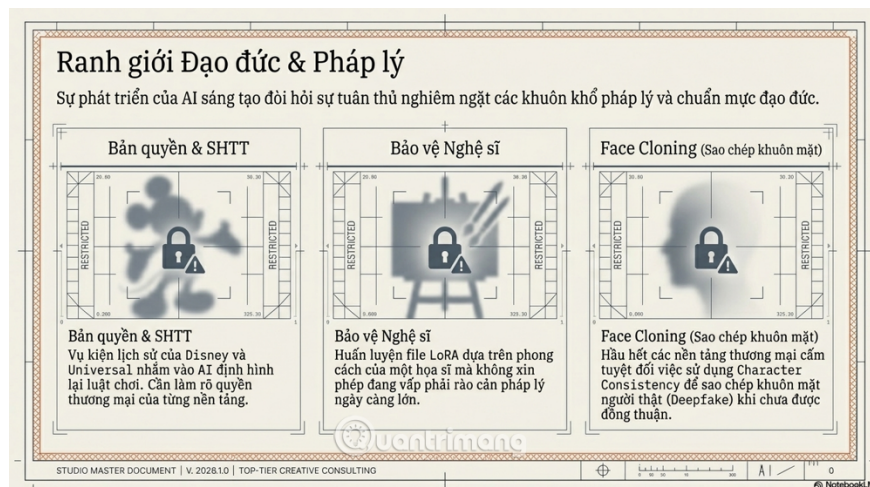 Ranh giới Đạo đức & Pháp lý
Sự phát triển của AI sáng tạo đòi hỏi sự tuân thủ nghiêm ngặt các khuôn khổ pháp lý và chuẩn mực đạo đức.
Bản quyền & SHTT
RESTRICTED
RESTRICTED
Bản quyền & SHTT
Vụ kiện lịch sử của Disney và
Universal nhắm vào AI định hình
lại luật chơi. Cần làm rõ quyền
thương mại của từng nền tảng.
Bảo vệ Nghệ sĩ
RESTRICTED
RESTRICTED
Bảo vệ Nghệ sĩ
Huấn luyện file LoRA dựa trên phong
cách của một họa sĩ mà không xin
phép đang vấp phải rào cản pháp lý
ngày càng lớn.
Face Cloning (Sao chép khuôn mặt)
RESTRICTED
RESTRICTED
Face Cloning (Sao chép khuôn mặt)
Hầu hết các nền tảng thương mại cấm
tuyệt đối việc sử dụng Character
Consistency để sao chép khuôn mặt
người thật (Deepfake) khi chưa được
đồng thuận.
Quantrimang
STUDIO MASTER DOCUMENT | V. 2028.1.0 | TOP-TIER CREATIVE CONSULTING
AI
0